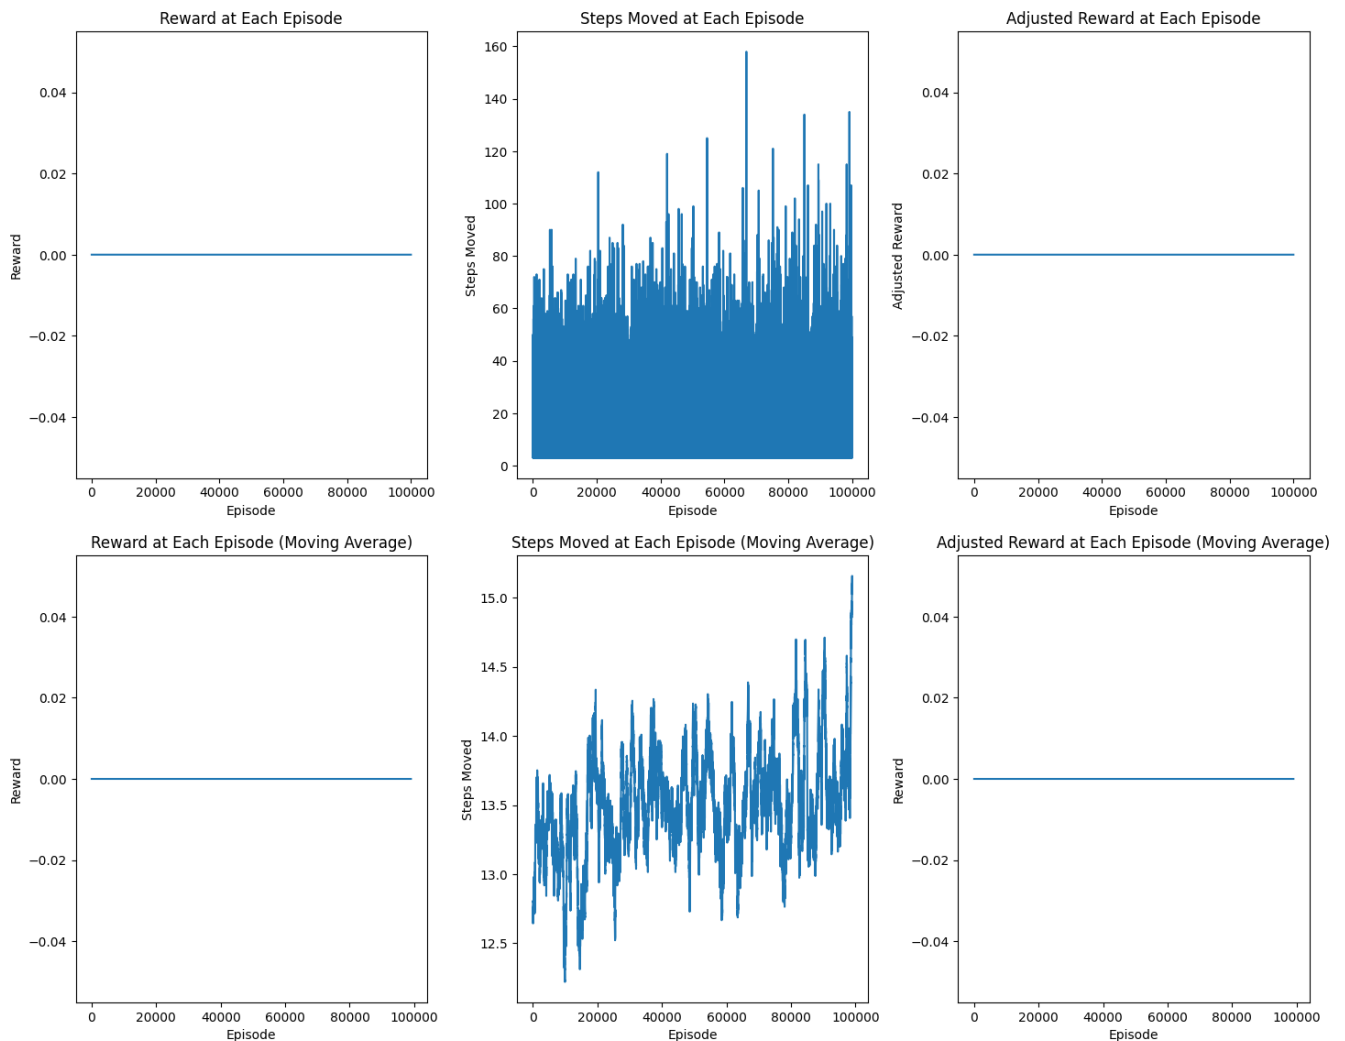 Reward at Each Episode
Reward
0.04
0.02
0.00
−0.02
−0.04
0 20000 40000 60000 80000 100000
Episode
Steps Moved at Each Episode
Steps Moved
160
140
120
100
80
60
40
20
0
0 20000 40000 60000 80000 100000
Episode
Adjusted Reward at Each Episode
Adjusted Reward
0.04
0.02
0.00
−0.02
−0.04
0 20000 40000 60000 80000 100000
Episode
Reward at Each Episode (Moving Average)
Reward
0.04
0.02
0.00
−0.02
−0.04
0 20000 40000 60000 80000 100000
Episode
Steps Moved at Each Episode (Moving Average)
Steps Moved
15.0
14.5
14.0
13.5
13.0
12.5
0 20000 40000 60000 80000 100000
Episode
Adjusted Reward at Each Episode (Moving Average)
Reward
0.04
0.02
0.00
−0.02
−0.04
0 20000 40000 60000 80000 100000
Episode